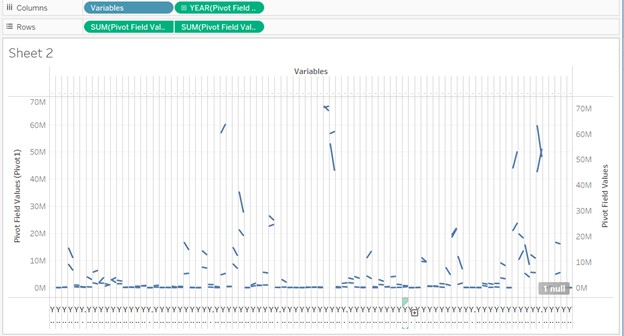 Columns Variables YEAR(Pivot Field ..
Rows SUM(Pivot Field Val.. SUM(Pivot Field Val..
Sheet 2
Variables
70M
60M
50M
40M
30M
20M
10M
0M
Pivot Field Values (Pivot1)
70M
60M
50M
40M
30M
20M
10M
0M
Pivot Field Values
1 null